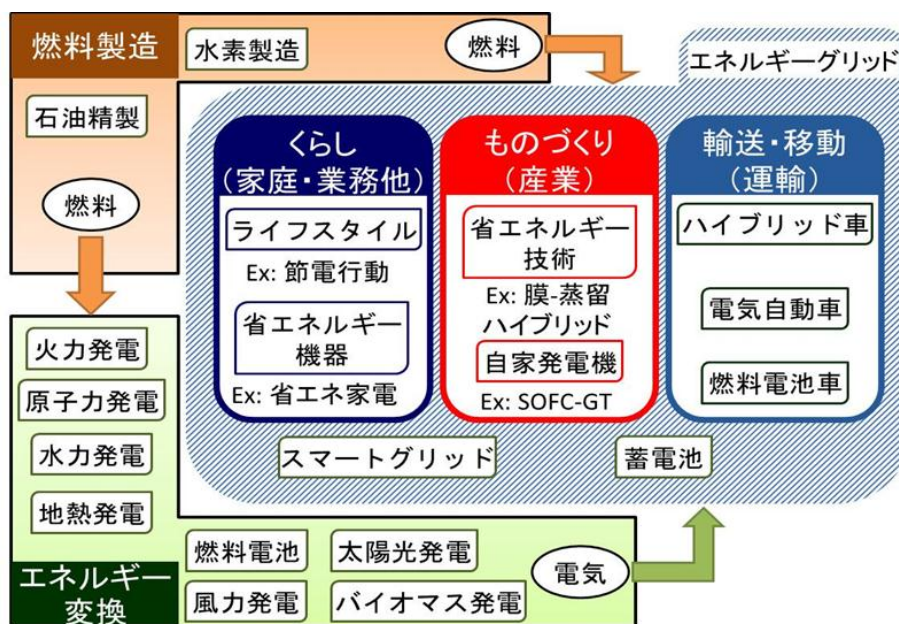 燃料製造
水素製造
燃料
石油精製
燃料
エネルギーグリッド
くらし
(家庭・業務他)
ライフスタイル
Ex: 節電行動
省エネルギー
機器
Ex: 省エネ家電
ものづくり
(産業)
省エネルギー
技術
Ex: 膜-蒸留
ハイブリッド
自家発電機
Ex: SOFC-GT
輸送・移動
(運輸)
ハイブリッド車
電気自動車
燃料電池車
スマートグリッド
蓄電池
火力発電
原子力発電
水力発電
地熱発電
エネルギー
変換
燃料電池
太陽光発電
風力発電
バイオマス発電
電気